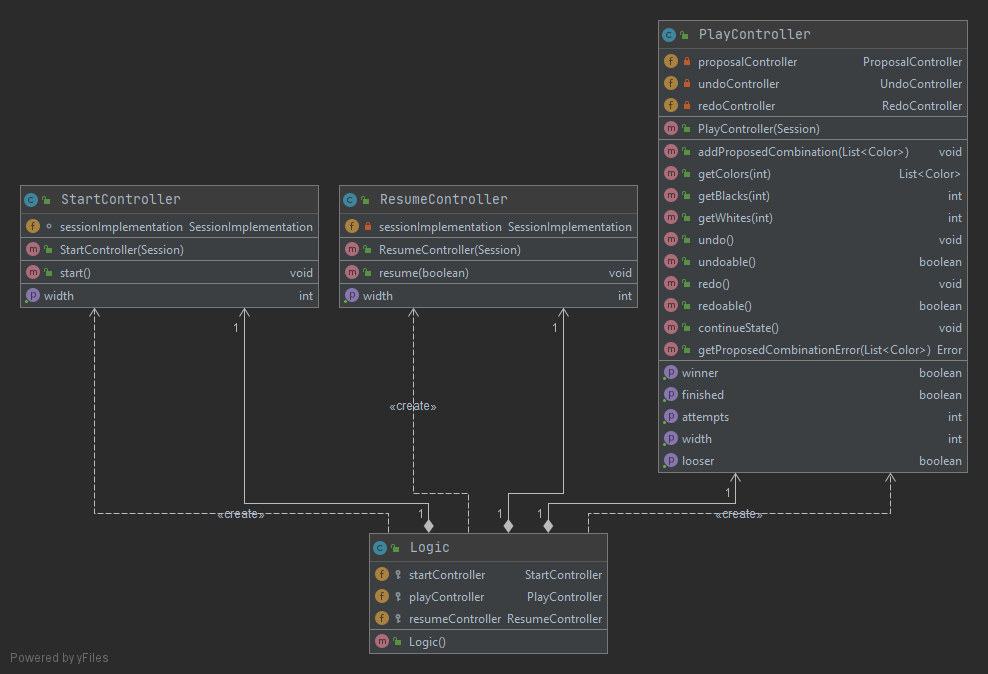 PlayController
proposalController ProposalController
undoController UndoController
redoController RedoController
PlayController(Session)
addProposedCombination(List<Color>) void
getColors(int) List<Color>
getBlacks(int) int
getWhites(int) int
undo() void
undoable() boolean
redo() void
redoable() boolean
continueState() void
getProposedCombinationError(List<Color>) Error
winner boolean
finished boolean
attempts int
width int
looser boolean
StartController
sessionImplementation SessionImplementation
StartController(Session)
start() void
width int
ResumeController
sessionImplementation SessionImplementation
ResumeController(Session)
resume(boolean) void
width int
1
1
«create»
1
«create»
1
1
1
«create»
Logic
startController StartController
playController PlayController
resumeController ResumeController
Logic()
Powered by yFiles